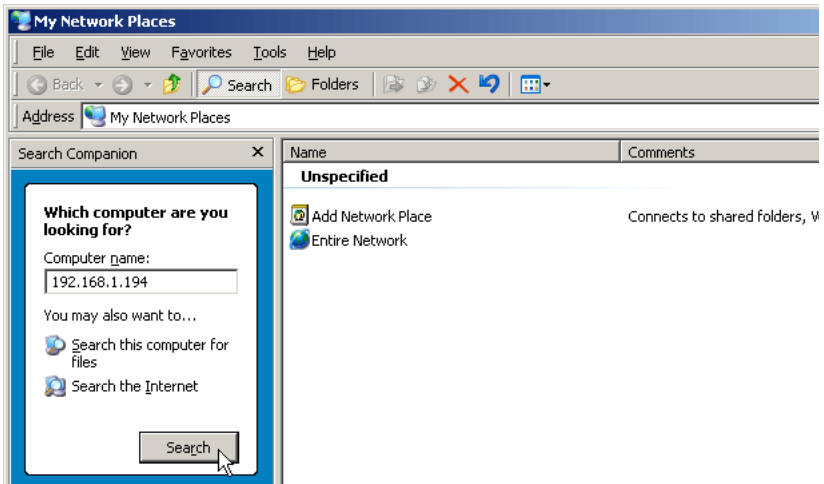 My Network Places
File Edit View Favorites Tools Help
Back Search Folders
Address My Network Places
Search Companion
Name Comments
Unspecified
Which computer are you
looking for?
Computer name:
192.168.1.194
You may also want to...
Search this computer for
files
Search the Internet
Search
Add Network Place Connects to shared folders,
Entire Network